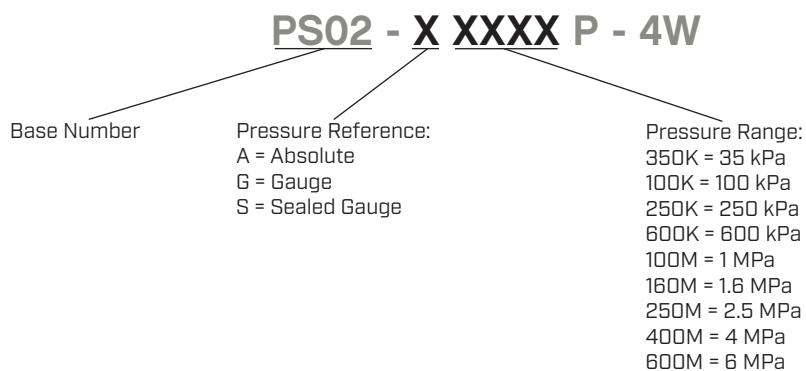 PS02 - X XXXX P - 4W
Base Number
Pressure Reference:
A = Absolute
G = Gauge
S = Sealed Gauge
Pressure Range:
350K = 35 kPa
100K = 100 kPa
250K = 250 kPa
600K = 600 kPa
100M = 1 MPa
160M = 1.6 MPa
250M = 2.5 MPa
400M = 4 MPa
600M = 6 MPa